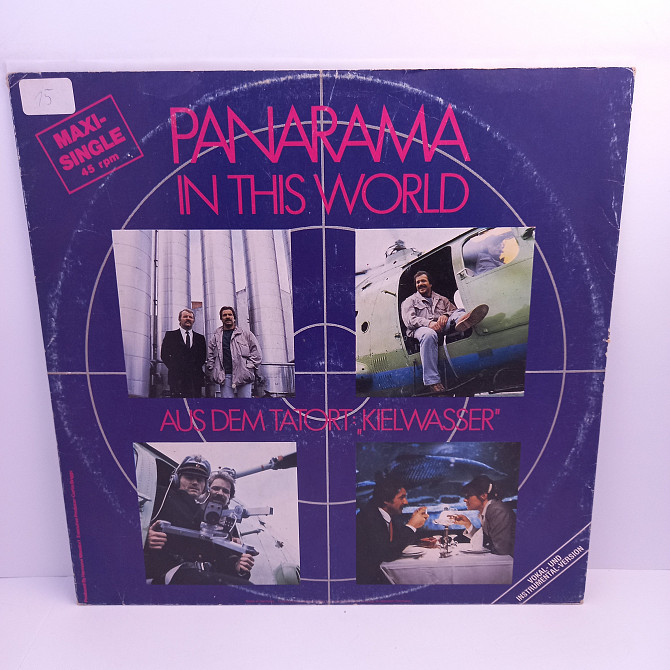 15
MAXI-
SINGLE
45 rpm
PANARAMA
IN THIS WORLD
AUS DEM TATORT: „KIELWASSER"
VOKAL- UND
INSTRUMENTAL-VERSION